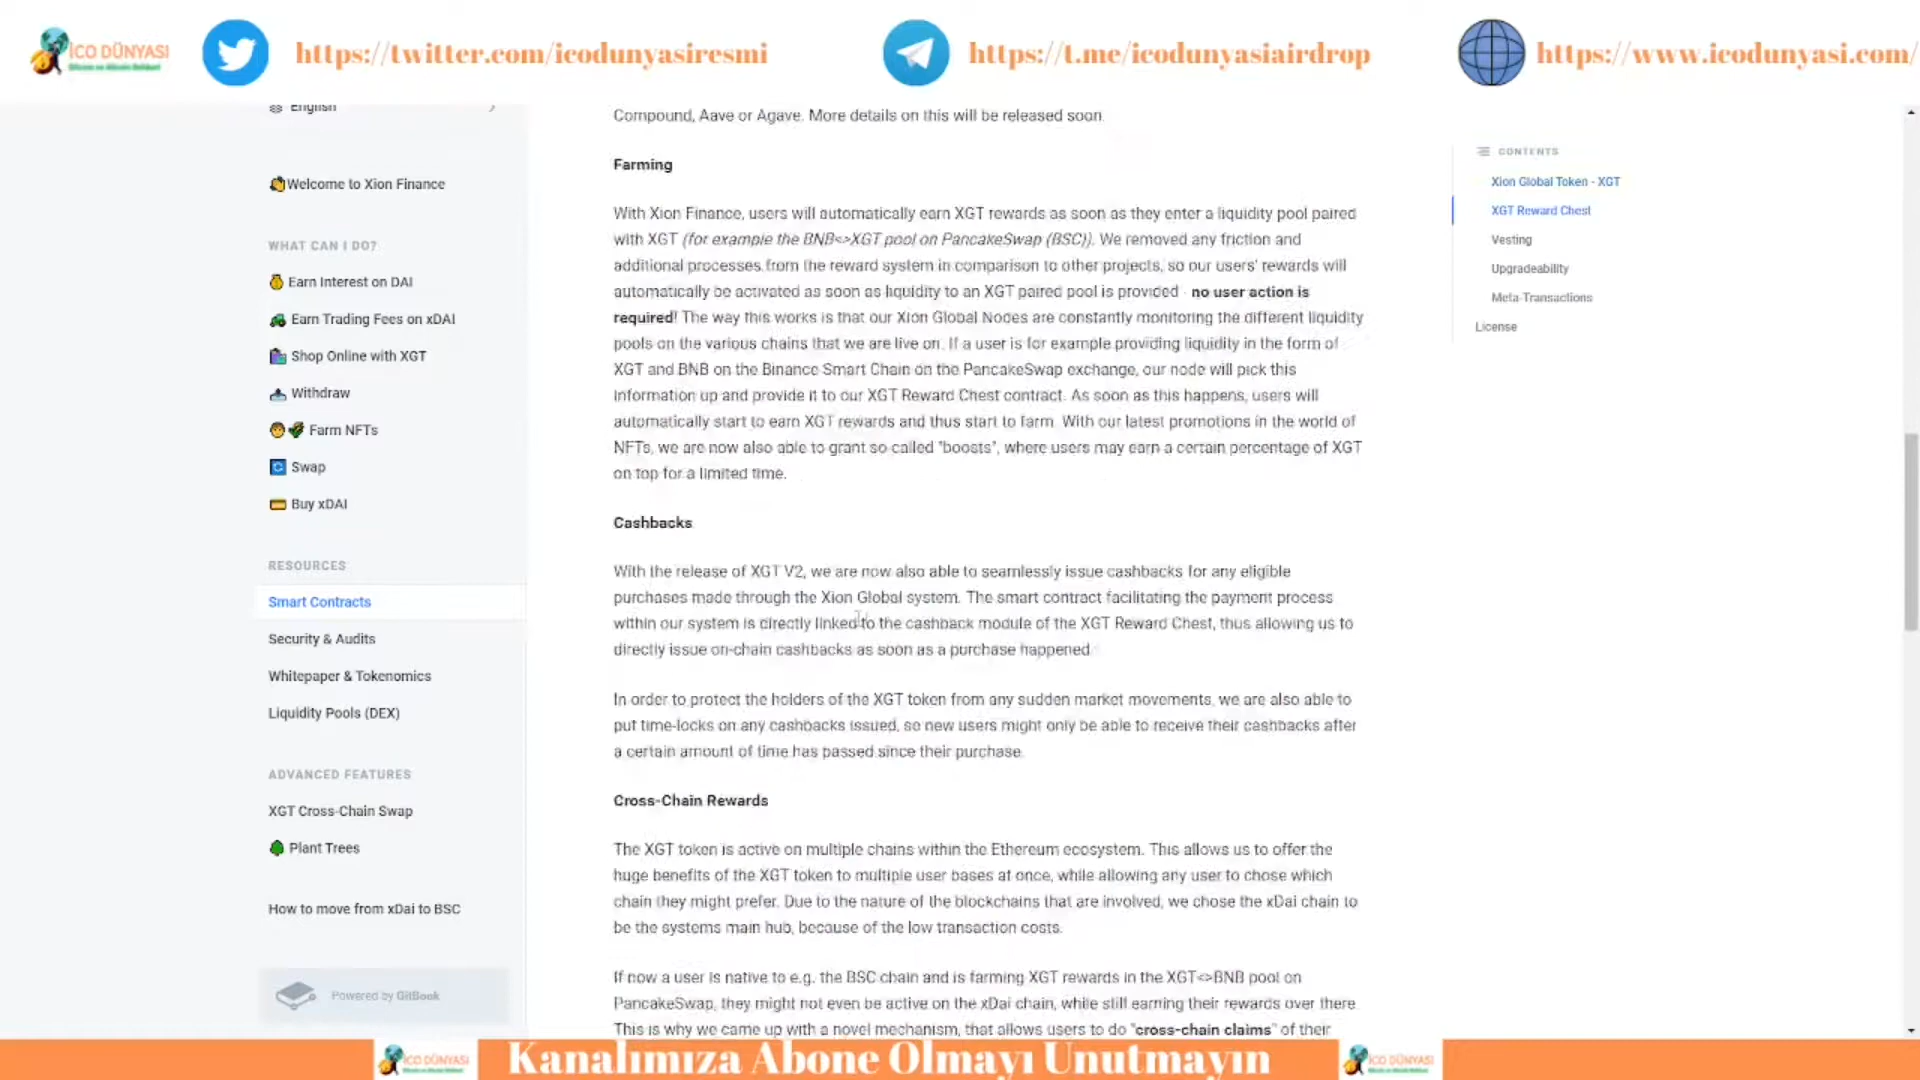 İCO DÜNYASI
https://twitter.com/icodunyasiresmi
https://t.me/icodunyasiairdrop
https://www.icodunyasi.com/
English
Welcome to Xion Finance
WHAT CAN I DO?
Earn Interest on DAI
Earn Trading Fees on xDAI
Shop Online with XGT
Withdraw
Farm NFTs
Swap
Buy xDAI
RESOURCES
Smart Contracts
Security & Audits
Whitepaper & Tokenomics
Liquidity Pools (DEX)
ADVANCED FEATURES
XGT Cross-Chain Swap
Plant Trees
How to move from xDai to BSC
Powered by GitBook
Compound, Aave or Agave. More details on this will be released soon.
Farming
With Xion Finance, users will automatically earn XGT rewards as soon as they enter a liquidity pool paired
with XGT (for example the BNB<>XGT pool on PancakeSwap (BSC)). We removed any friction and
additional processes from the reward system in comparison to other projects, so our users' rewards will
automatically be activated as soon as liquidity to an XGT paired pool is provided - no user action is
required! The way this works is that our Xion Global Nodes are constantly monitoring the different liquidity
pools on the various chains that we are live on. If a user is for example providing liquidity in the form of
XGT and BNB on the Binance Smart Chain on the PancakeSwap exchange, our node will pick this
information up and provide it to our XGT Reward Chest contract. As soon as this happens, users will
automatically start to earn XGT rewards and thus start to farm. With our latest promotions in the world of
NFTs, we are now also able to grant so-called "boosts", where users may earn a certain percentage of XGT
on top for a limited time.
Cashbacks
With the release of XGT V2, we are now also able to seamlessly issue cashbacks for any eligible
purchases made through the Xion Global system. The smart contract facilitating the payment process
within our system is directly linked to the cashback module of the XGT Reward Chest, thus allowing us to
directly issue on-chain cashbacks as soon as a purchase happened.
In order to protect the holders of the XGT token from any sudden market movements, we are also able to
put time-locks on any cashbacks issued, so new users might only be able to receive their cashbacks after
a certain amount of time has passed since their purchase.
Cross-Chain Rewards
The XGT token is active on multiple chains within the Ethereum ecosystem. This allows us to offer the
huge benefits of the XGT token to multiple user bases at once, while allowing any user to chose which
chain they might prefer. Due to the nature of the blockchains that are involved, we chose the xDai chain to
be the systems main hub, because of the low transaction costs.
If now a user is native to e.g. the BSC chain and is farming XGT rewards in the XGT<>BNB pool on
PancakeSwap, they might not even be active on the xDai chain, while still earning their rewards over there.
This is why we came up with a novel mechanism, that allows users to do "cross-chain claims" of their
CONTENTS
Xion Global Token - XGT
XGT Reward Chest
Vesting
Upgradeability
Meta-Transactions
License
İCO DÜNYASI
Kanalımıza Abone Olmayı Unutmayın
İCO DÜNYASI